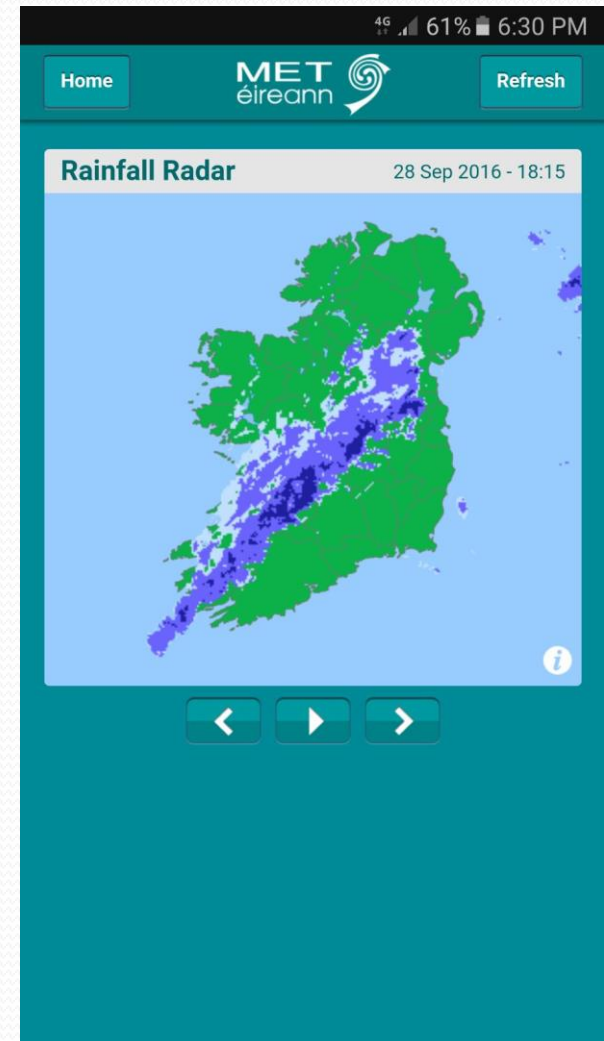 4G 61% 6:30 PM
Home
MET
éireann
Refresh
Rainfall Radar 28 Sep 2016 - 18:15
i